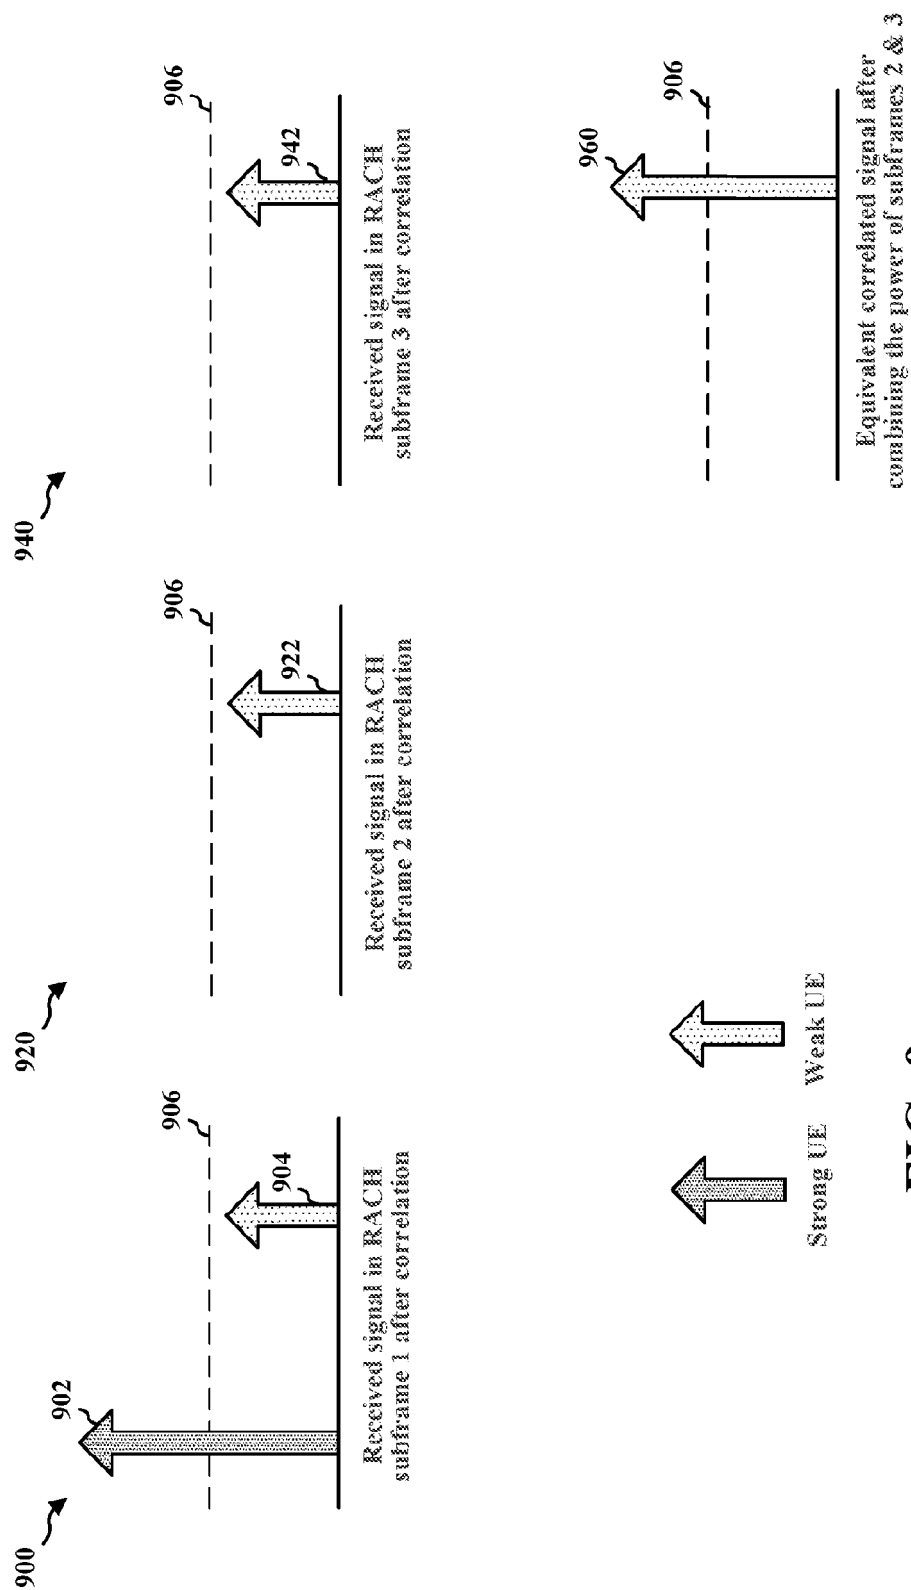 900
902
904
906
Received signal in RACH
subframe 1 after correlation
920
922
906
Received signal in RACH
subframe 2 after correlation
940
942
906
Received signal in RACH
subframe 3 after correlation
Strong UE
Weak UE
960
906
Equivalent correlated signal after
combining the power of subframes 2 & 3